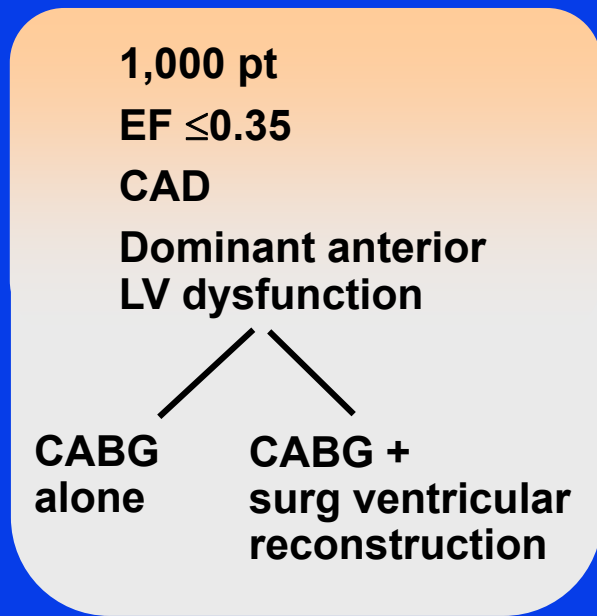 1,000 pt
EF ≤0.35
CAD
Dominant anterior
LV dysfunction
CABG
alone
CABG +
surg ventricular
reconstruction